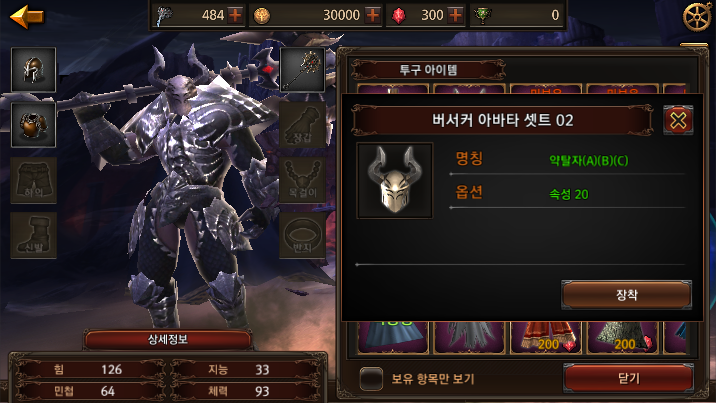 484
30000
300
0
투구 아이템
버서커 아바타 셋트 02
명칭 약탈자(A)(B)(C)
옵션 속성 20
장착
장갑
하의
목걸이
신발
반지
상세정보
힘 126 지능 33
민첩 64 체력 93
200
200
보유 항목만 보기
닫기